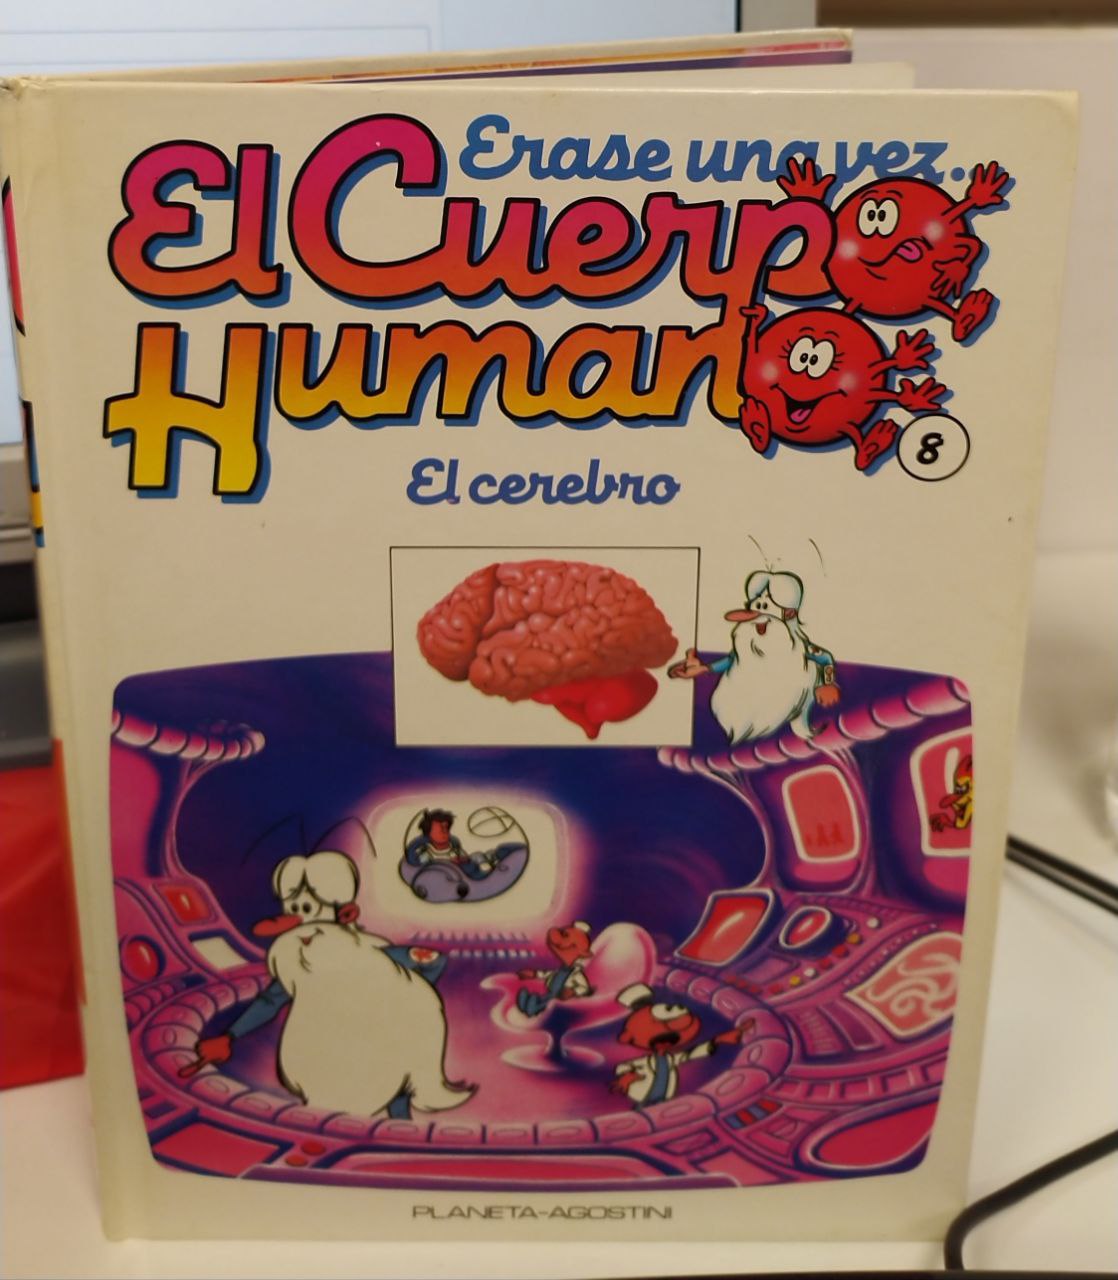 Erase una vez...
El Cuerpo
Humano
8
El cerebro
PLANETA-AGOSTINI